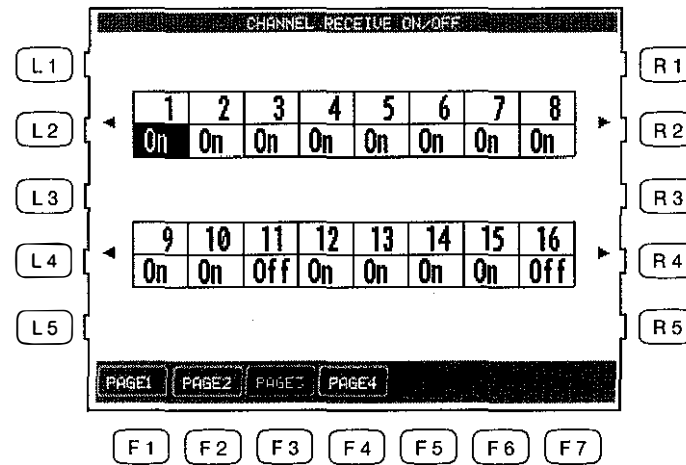 CHANNEL RECEIVE ON/OFF
L1 R1
1 2 3 4 5 6 7 8
L2 On On On On On On On On R2
L3 R3
9 10 11 12 13 14 15 16
L4 On On Off On On On On Off R4
L5 R5
PAGE1 PAGE2 PAGE3 PAGE4
F1 F2 F3 F4 F5 F6 F7